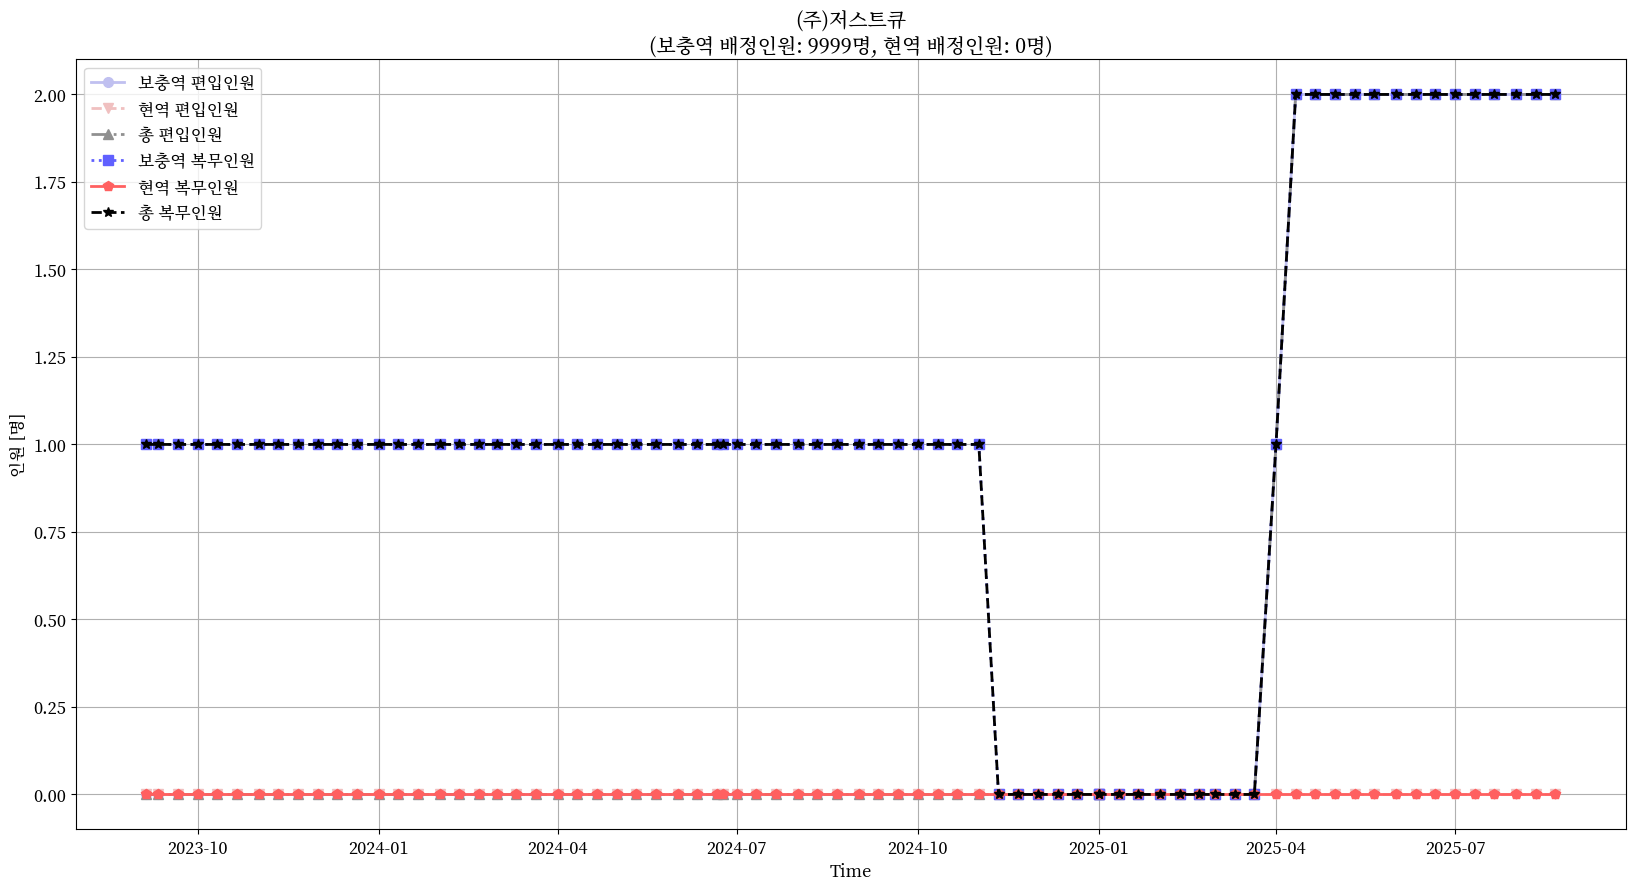 (주)저스트큐
(보충역 배정인원: 9999명, 현역 배정인원: 0명)
보충역 편입인원
현역 편입인원
총 편입인원
보충역 복무인원
현역 복무인원
총 복무인원
2.00
1.75
1.50
1.25
1.00
0.75
0.50
0.25
0.00
인원 [명]
2023-10
2024-01
2024-04
2024-07
2024-10
2025-01
2025-04
2025-07
Time